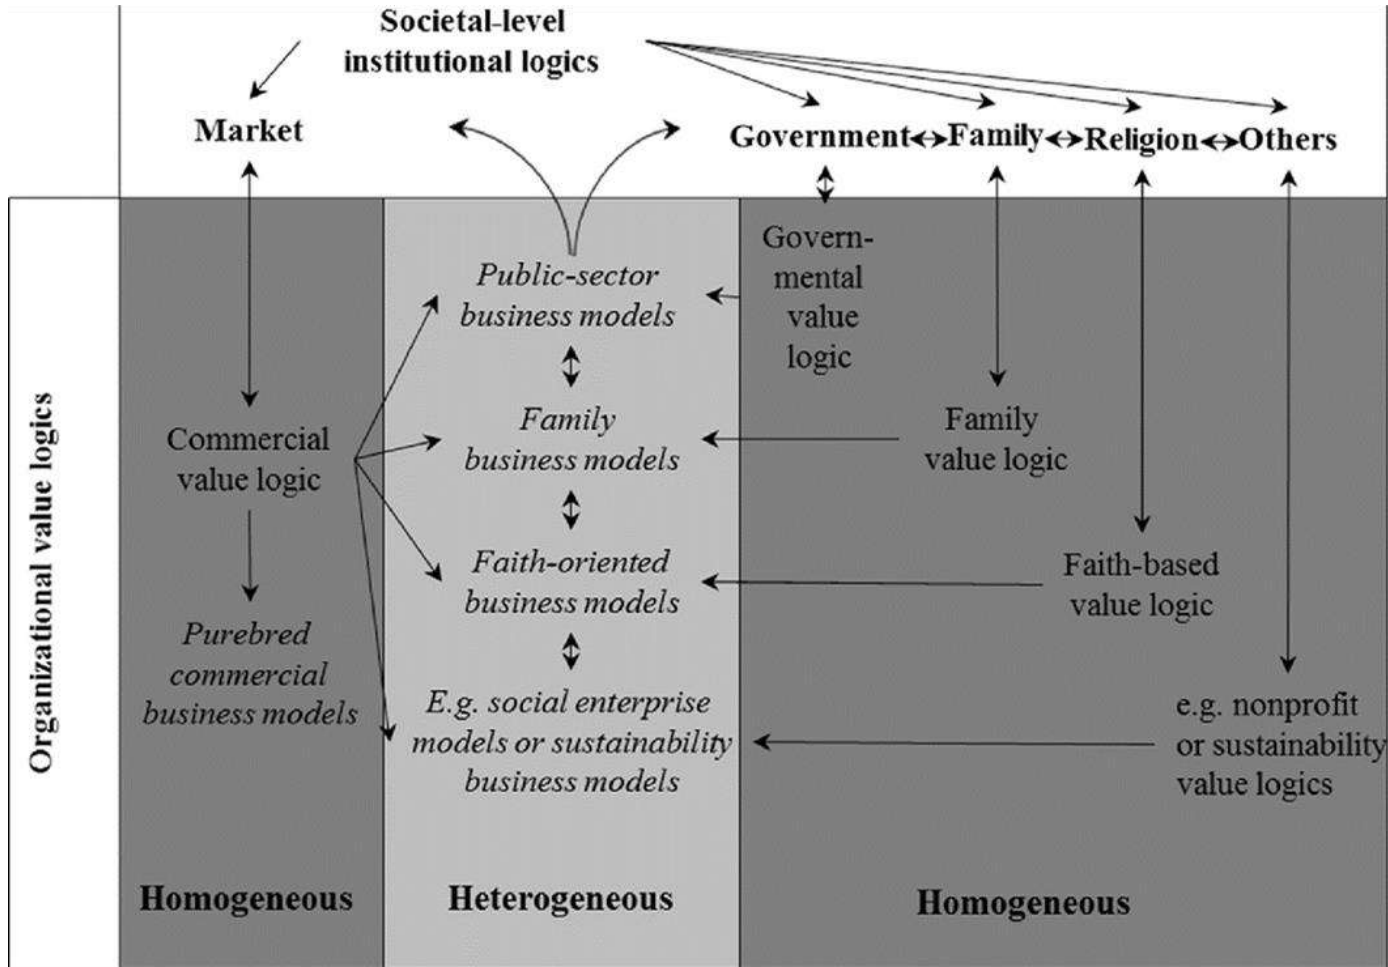 Societal-level
institutional logics
Market
Government
Family
Religion
Others
Organizational value logics
Commercial
value logic
Purebred
commercial
business models
Homogeneous
Public-sector
business models
Family
business models
Faith-oriented
business models
E.g. social enterprise
models or sustainability
business models
Heterogeneous
Govern-
mental
value
logic
Family
value logic
Faith-based
value logic
e.g. nonprofit
or sustainability
value logics
Homogeneous